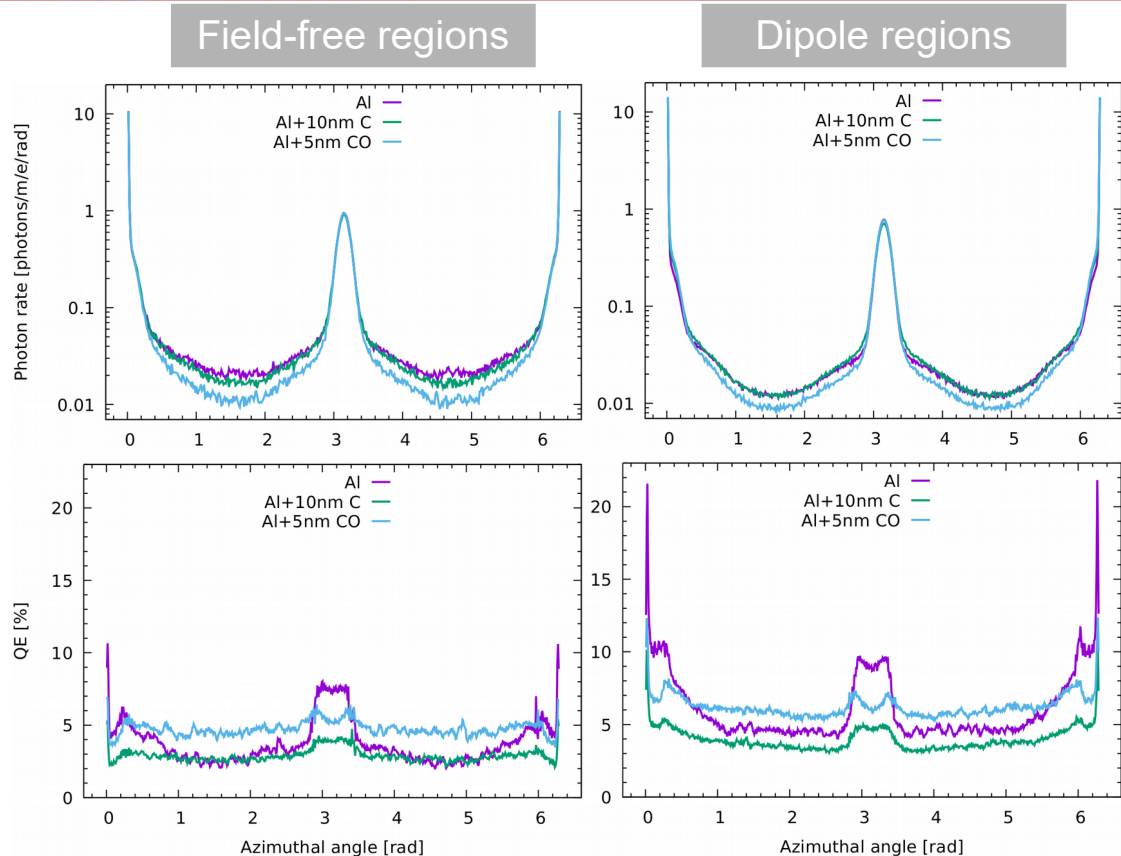 Field-free regions
Dipole regions
Photon rate [photons/m/e/rad]
10
1
0.1
0.01
Al
Al+10nm C
Al+5nm CO
0 1 2 3 4 5 6
10
1
0.1
0.01
Al
Al+10nm C
Al+5nm CO
0 1 2 3 4 5 6
QE [%]
20
15
10
5
0
Al
Al+10nm C
Al+5nm CO
0 1 2 3 4 5 6
Azimuthal angle [rad]
20
15
10
5
0
Al
Al+10nm C
Al+5nm CO
0 1 2 3 4 5 6
Azimuthal angle [rad]